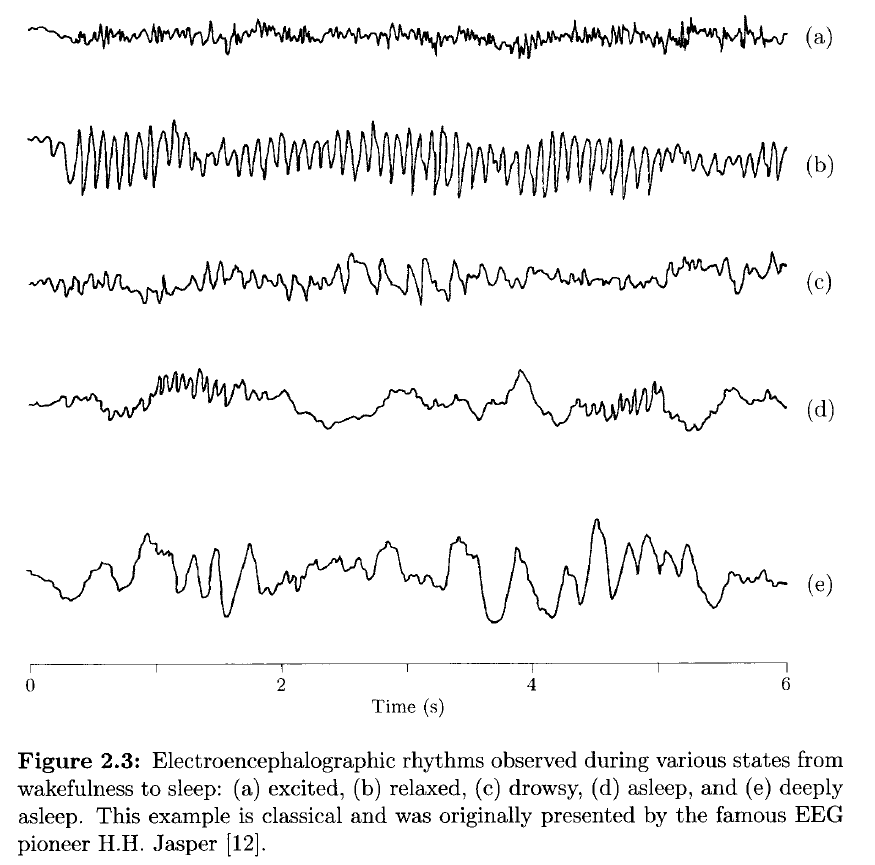 (a)
(b)
(c)
(d)
(e)
0 2 4 6
Time (s)
Figure 2.3: Electroencephalographic rhythms observed during various states from
wakefulness to sleep: (a) excited, (b) relaxed, (c) drowsy, (d) asleep, and (e) deeply
asleep. This example is classical and was originally presented by the famous EEG
pioneer H.H. Jasper [12].